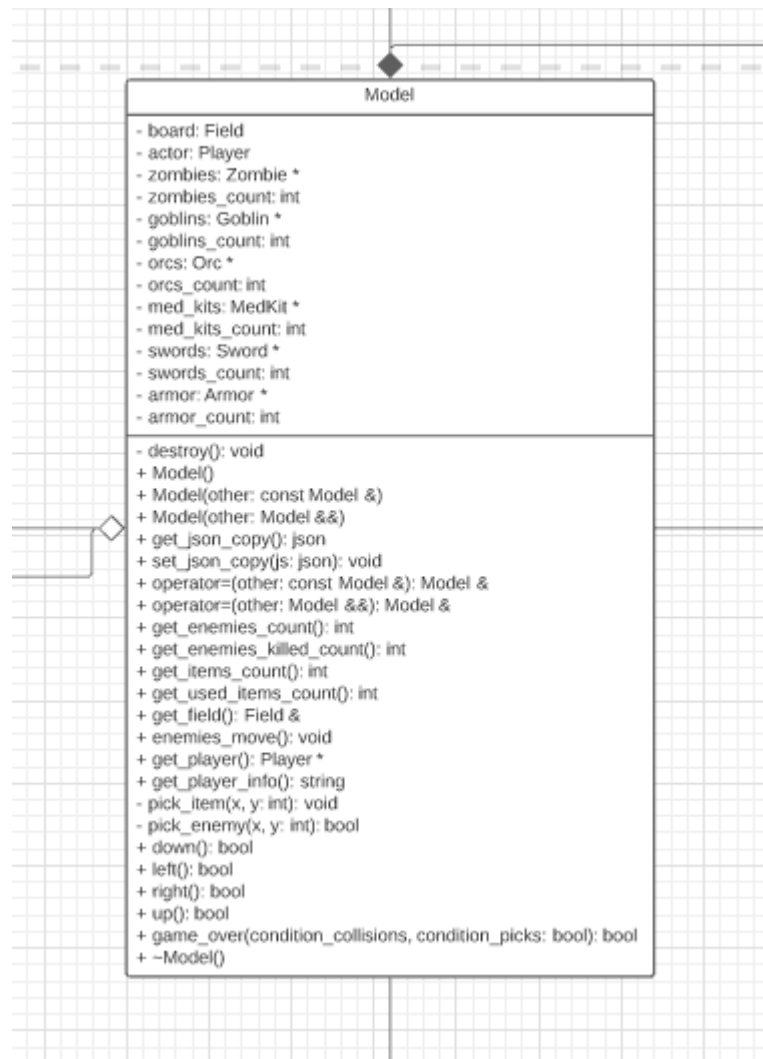 Model
- board: Field
- actor: Player
- zombies: Zombie *
- zombies_count: int
- goblins: Goblin *
- goblins_count: int
- orcs: Orc *
- orcs_count: int
- med_kits: MedKit *
- med_kits_count: int
- swords: Sword *
- swords_count: int
- armor: Armor *
- armor_count: int
- destroy(): void
+ Model()
+ Model(other: const Model &)
+ Model(other: Model &&)
+ get_json_copy(): json
+ set_json_copy(js: json): void
+ operator=(other: const Model &): Model &
+ operator=(other: Model &&): Model &
+ get_enemies_count(): int
+ get_enemies_killed_count(): int
+ get_items_count(): int
+ get_used_items_count(): int
+ get_field(): Field &
+ enemies_move(): void
+ get_player(): Player *
+ get_player_info(): string
- pick_item(x, y: int): void
- pick_enemy(x, y: int): bool
+ down(): bool
+ left(): bool
+ right(): bool
+ up(): bool
+ game_over(condition_collisions, condition_picks: bool): bool
+ ~Model()